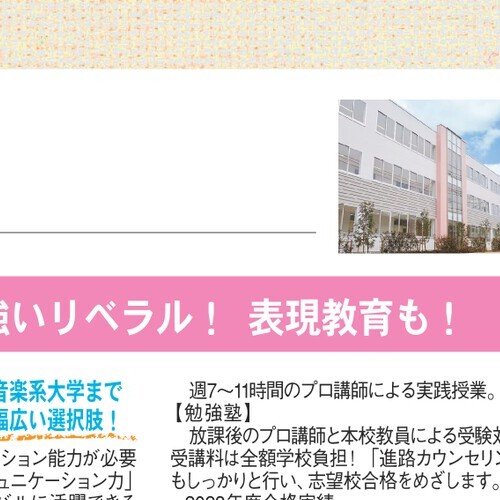 強いリベラル！ 表現教育も！
音楽系大学まで
幅広い選択肢！
ション能力が必要
ュニケーション力」
週7～11時間のプロ講師による実践授業。
【勉強塾】
放課後のプロ講師と本校教員による受験対
受講料は全額学校負担！「進路カウンセリン
もしっかりと行い、志望校合格をめざします。